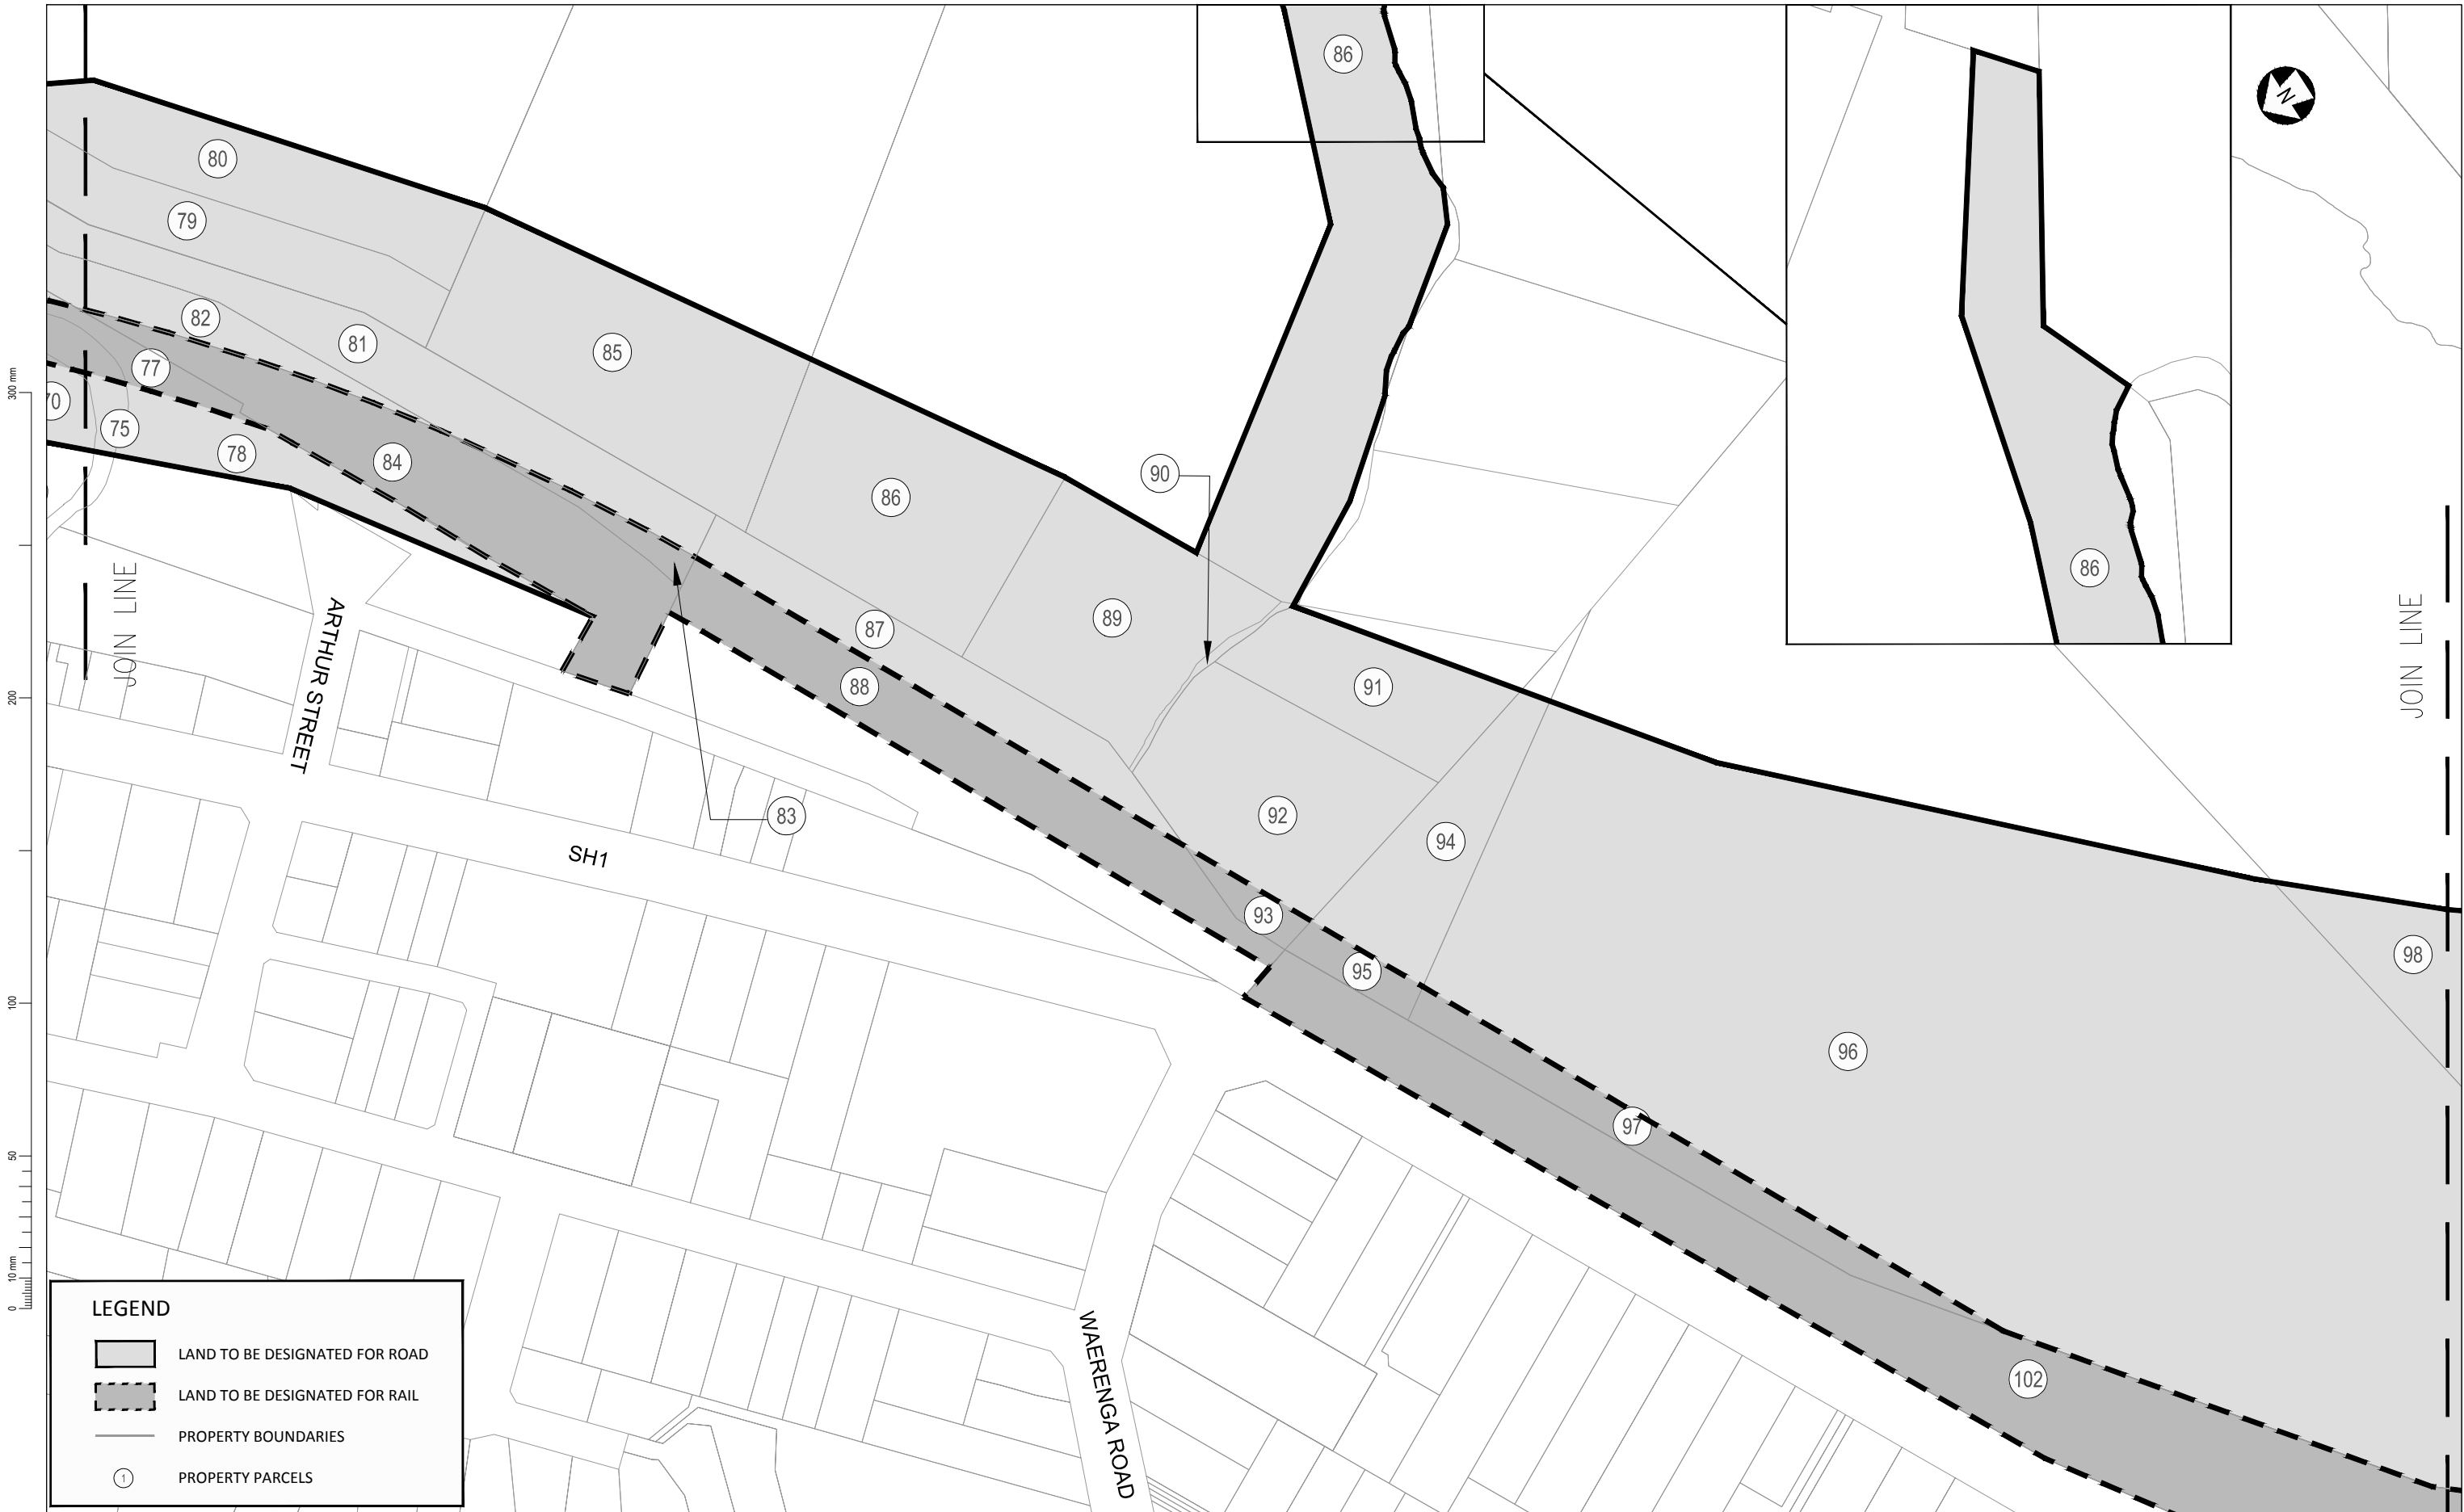 86
N
80
79
82
81
85
77
300 mm
70
75
78
84
90
86
86
JOIN LINE
ARTHUR STREET
87
89
JOIN LINE
88
91
200
83
92
94
SH1
93
98
95
100
96
97
50
10 mm
0
102
WAERENGA ROAD
LEGEND
LAND TO BE DESIGNATED FOR ROAD
LAND TO BE DESIGNATED FOR RAIL
PROPERTY BOUNDARIES
1 PROPERTY PARCELS